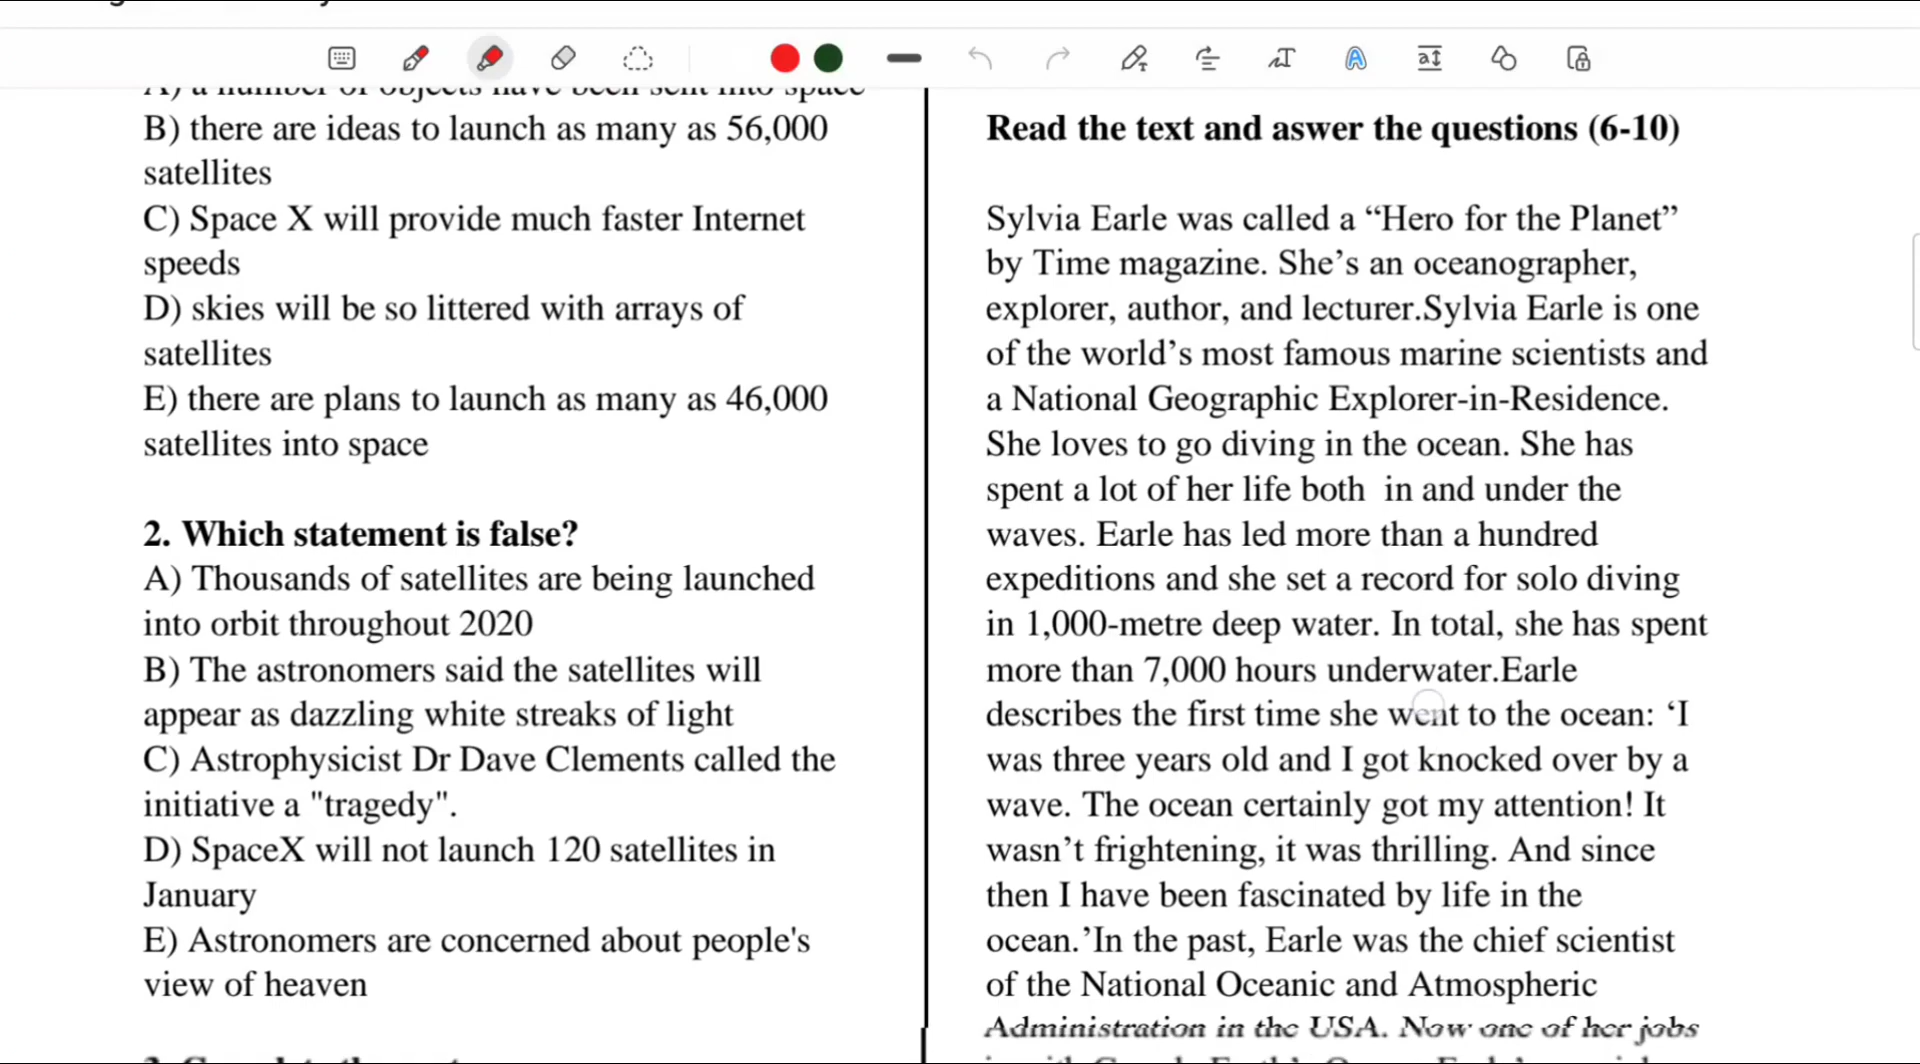 A) a number of objects have been sent into space
B) there are ideas to launch as many as 56,000
satellites
C) Space X will provide much faster Internet
speeds
D) skies will be so littered with arrays of
satellites
E) there are plans to launch as many as 46,000
satellites into space
2. Which statement is false?
A) Thousands of satellites are being launched
into orbit throughout 2020
B) The astronomers said the satellites will
appear as dazzling white streaks of light
C) Astrophysicist Dr Dave Clements called the
initiative a "tragedy".
D) SpaceX will not launch 120 satellites in
January
E) Astronomers are concerned about people's
view of heaven
Read the text and aswer the questions (6-10)
Sylvia Earle was called a “Hero for the Planet”
by Time magazine. She’s an oceanographer,
explorer, author, and lecturer.Sylvia Earle is one
of the world’s most famous marine scientists and
a National Geographic Explorer-in-Residence.
She loves to go diving in the ocean. She has
spent a lot of her life both  in and under the
waves. Earle has led more than a hundred
expeditions and she set a record for solo diving
in 1,000-metre deep water. In total, she has spent
more than 7,000 hours underwater.Earle
describes the first time she went to the ocean: ‘I
was three years old and I got knocked over by a
wave. The ocean certainly got my attention! It
wasn’t frightening, it was thrilling. And since
then I have been fascinated by life in the
ocean.’In the past, Earle was the chief scientist
of the National Oceanic and Atmospheric
Administration in the USA. Now one of her jobs